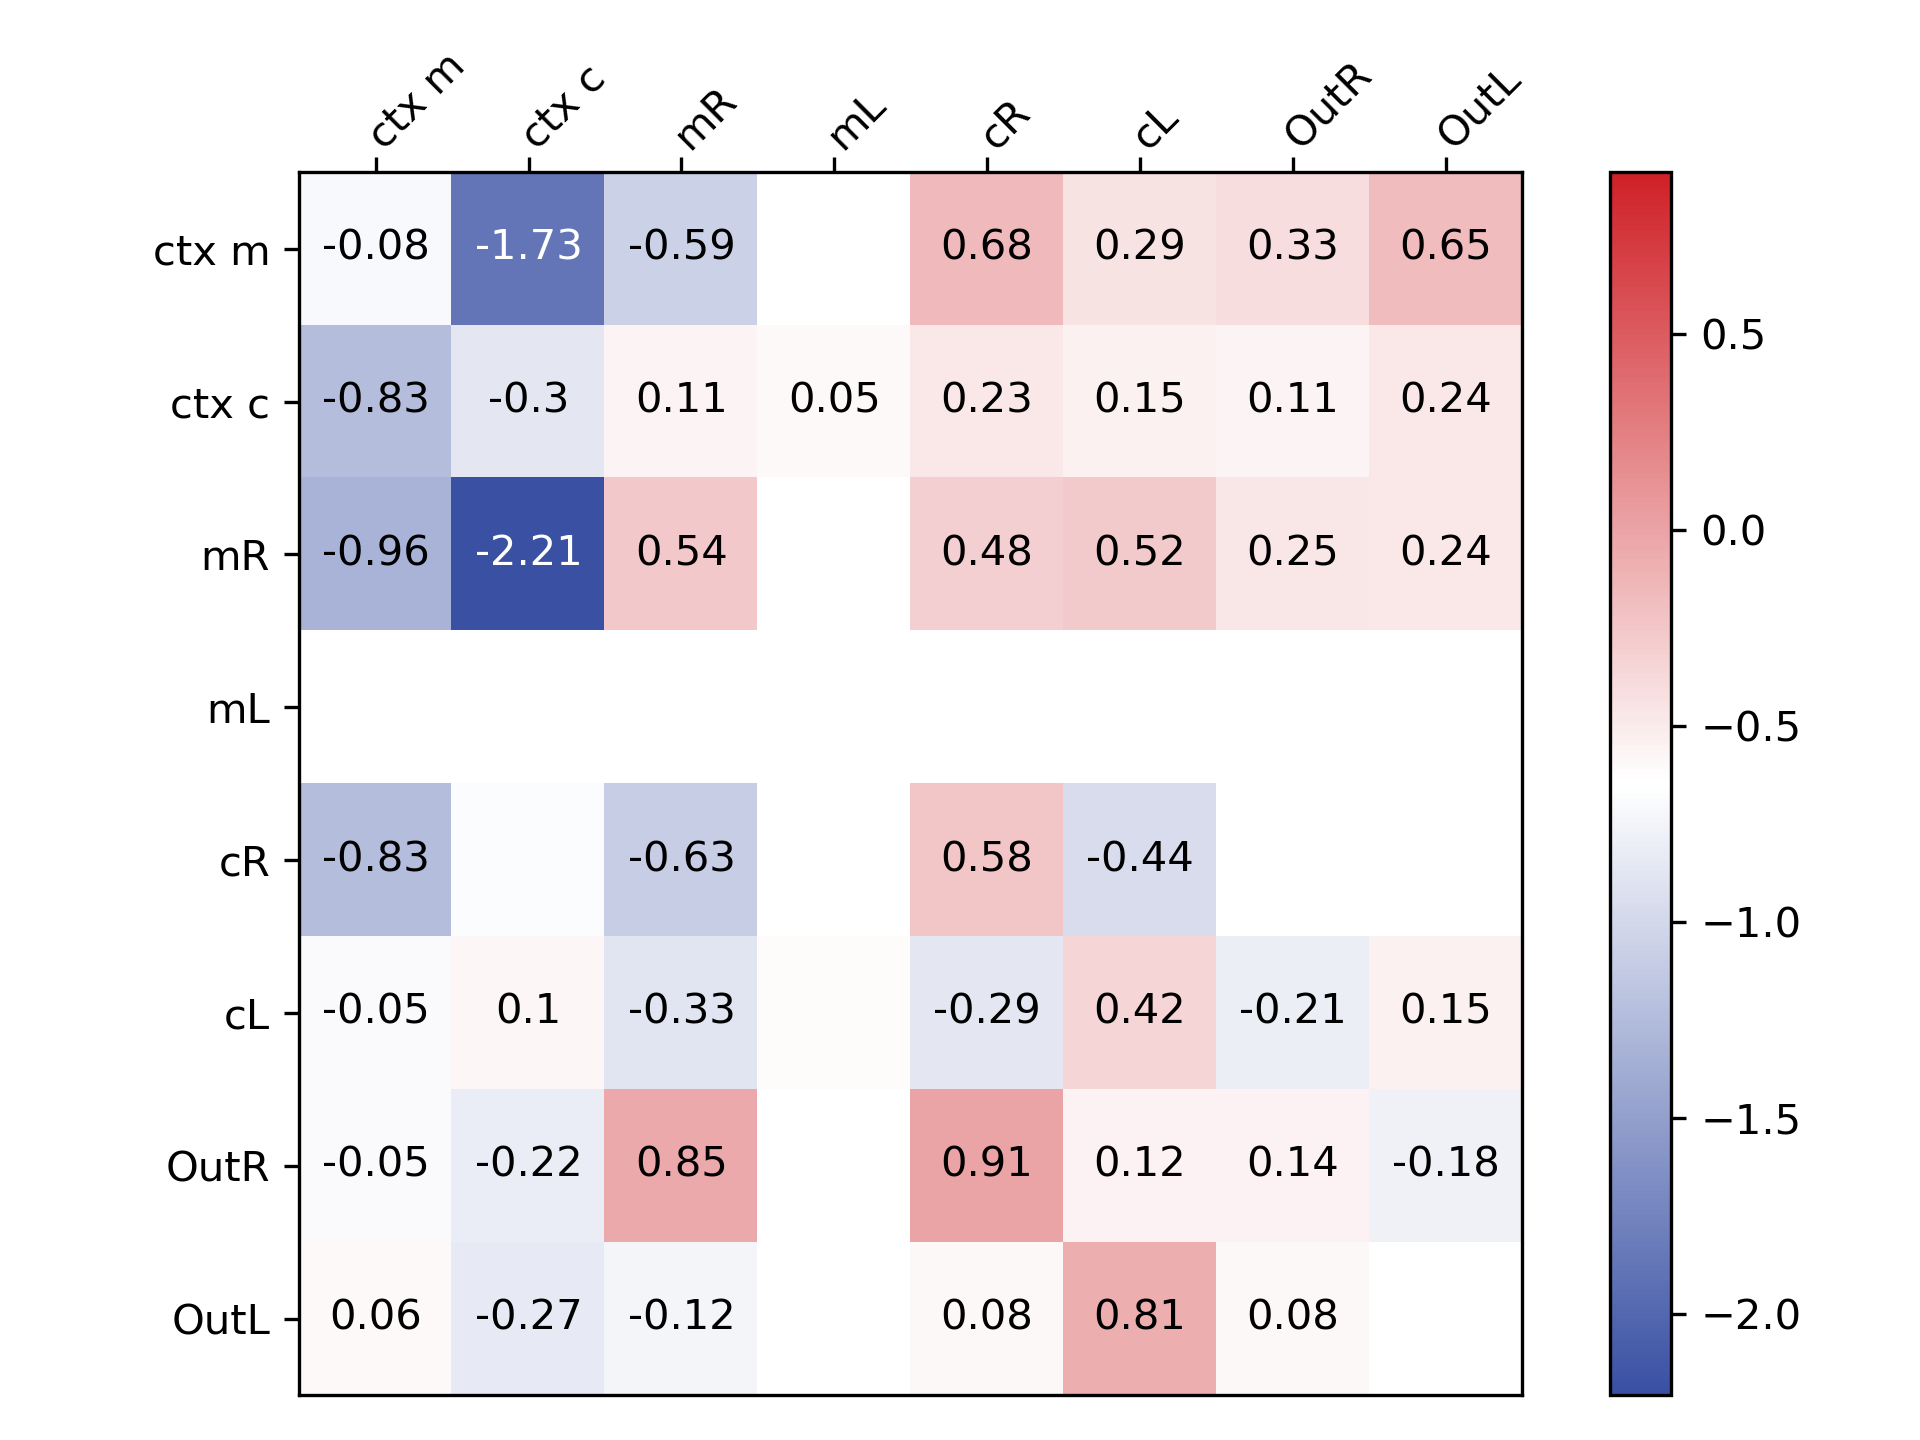 ctx m ctx c mR mL cR cL OutR OutL
ctx m -0.08 -1.73 -0.59 0.68 0.29 0.33 0.65
ctx c -0.83 -0.3 0.11 0.05 0.23 0.15 0.11 0.24
mR -0.96 -2.21 0.54 0.48 0.52 0.25 0.24
mL
cR -0.83 -0.63 0.58 -0.44
cL -0.05 0.1 -0.33 -0.29 0.42 -0.21 0.15
OutR -0.05 -0.22 0.85 0.91 0.12 0.14 -0.18
OutL 0.06 -0.27 -0.12 0.08 0.81 0.08
0.5
0.0
−0.5
−1.0
−1.5
−2.0